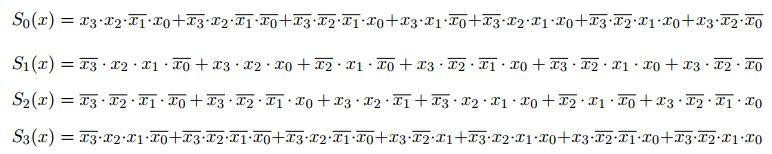 S₀(x) = x₃·x₂·x̅₁·x₀+x̅₃·x₂·x̅₁·x̅₀+x̅₃·x̅₂·x̅₁·x₀+x₃·x₁·x̅₀+x̅₃·x₂·x₁·x₀+x̅₃·x̅₂·x₁·x₀+x₃·x̅₂·x̅₀
S₁(x) = x̅₃ · x₂ · x₁ · x̅₀ + x₃ · x₂ · x₀ + x̅₂ · x₁ · x̅₀ + x₃ · x̅₂ · x̅₁ · x₀ + x̅₃ · x̅₂ · x₁ · x₀ + x₃ · x̅₂ · x̅₀
S₂(x) = x̅₃ · x̅₂ · x̅₁ · x̅₀ + x̅₃ · x̅₂ · x̅₁ · x₀ + x₃ · x₂ · x̅₁ + x̅₃ · x₂ · x₁ · x₀ + x̅₂ · x₁ · x̅₀ + x₃ · x̅₂ · x̅₁ · x₀
S₃(x) = x̅₃·x₂·x₁·x̅₀+x̅₃·x̅₂·x̅₁·x̅₀+x̅₃·x₂·x̅₁·x̅₀+x₃·x̅₂·x₁+x̅₃·x₂·x₁·x₀+x₃·x̅₂·x̅₁·x₀+x̅₃·x̅₂·x₁·x₀